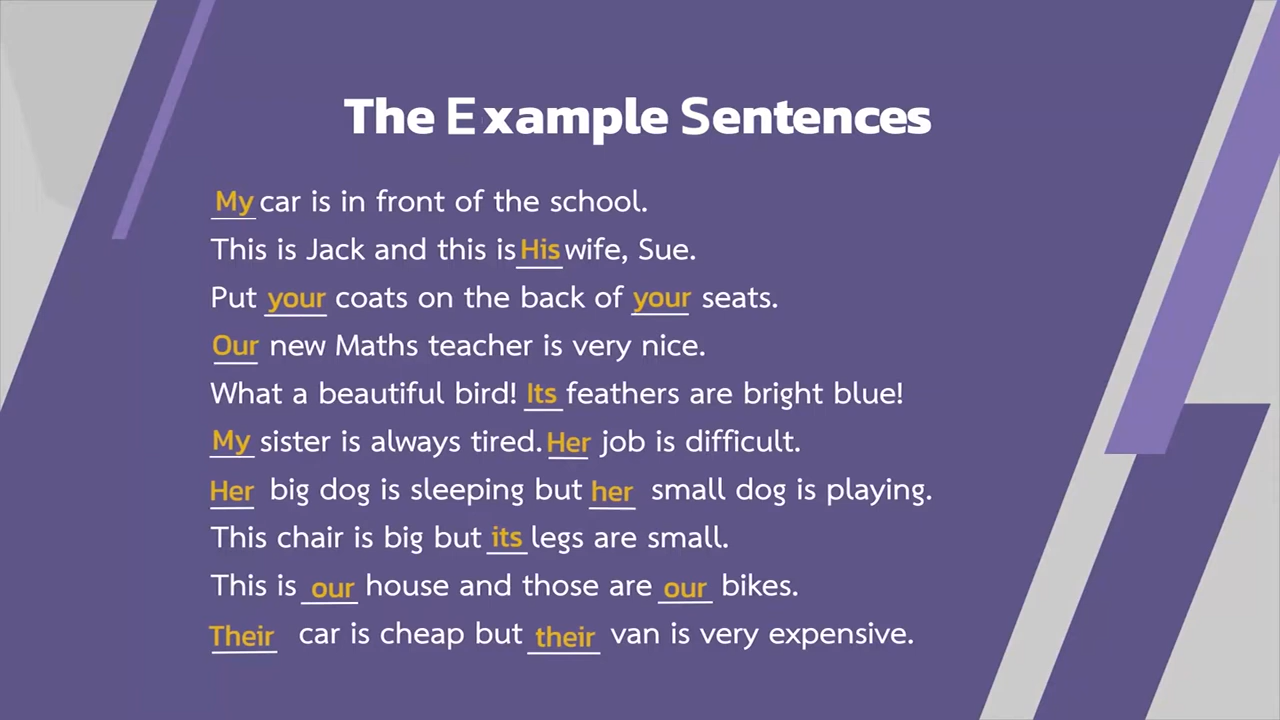 The Example Sentences
My car is in front of the school.
This is Jack and this is His wife, Sue.
Put your coats on the back of your seats.
Our new Maths teacher is very nice.
What a beautiful bird! Its feathers are bright blue!
My sister is always tired. Her job is difficult.
Her big dog is sleeping but her small dog is playing.
This chair is big but its legs are small.
This is our house and those are our bikes.
Their car is cheap but their van is very expensive.